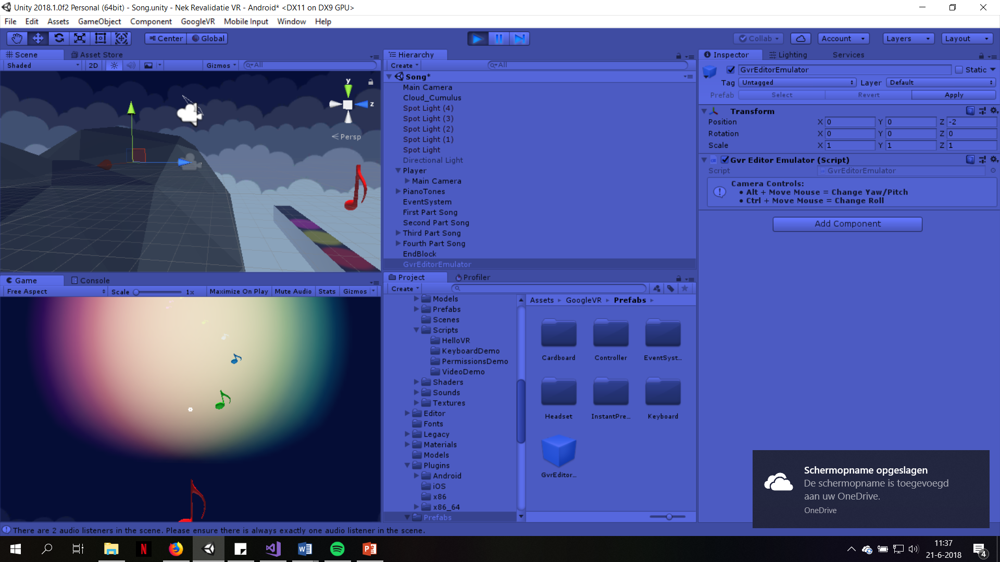 Unity 2018.1.0f2 Personal (64bit) - Song.unity - Nek Revalidatie VR - Android* <DX11 on DX9 GPU>
File Edit Assets GameObject Component GoogleVR Mobile Input Window Help
Center Global Collab Account Layers Layout
Scene Asset Store
Shaded 2D Gizmos All
y
z
Persp
Game Console
Free Aspect Scale 1x Maximize On Play Mute Audio Stats Gizmos
Hierarchy
Create All
Song*
Main Camera
Cloud_Cumulus
Spot Light (4)
Spot Light (3)
Spot Light (2)
Spot Light (1)
Spot Light
Directional Light
Player
Main Camera
PianoTones
EventSystem
First Part Song
Second Part Song
Third Part Song
Fourth Part Song
EndBlock
GvrEditorEmulator
Project Profiler
Create
Models
Prefabs
Scenes
Scripts
HelloVR
KeyboardDemo
PermissionsDemo
VideoDemo
Shaders
Sounds
Textures
Editor
Fonts
Legacy
Materials
Models
Plugins
Android
iOS
x86
x86_64
Prefabs
Assets GoogleVR Prefabs
Cardboard Controller EventSyst...
Headset InstantPre... Keyboard
GvrEditor...
Inspector Lighting Services
GvrEditorEmulator Static
Tag Untagged Layer Default
Prefab Select Revert Apply
Transform
Position X 0 Y 0 Z -2
Rotation X 0 Y 0 Z 0
Scale X 1 Y 1 Z 1
Gvr Editor Emulator (Script)
Script GvrEditorEmulator
Camera Controls:
• Alt + Move Mouse = Change Yaw/Pitch
• Ctrl + Move Mouse = Change Roll
Add Component
Schermopname opgeslagen
De schermopname is toegevoegd
aan uw OneDrive.
OneDrive
There are 2 audio listeners in the scene. Please ensure there is always exactly one audio listener in the scene.
11:37
21-6-2018
4